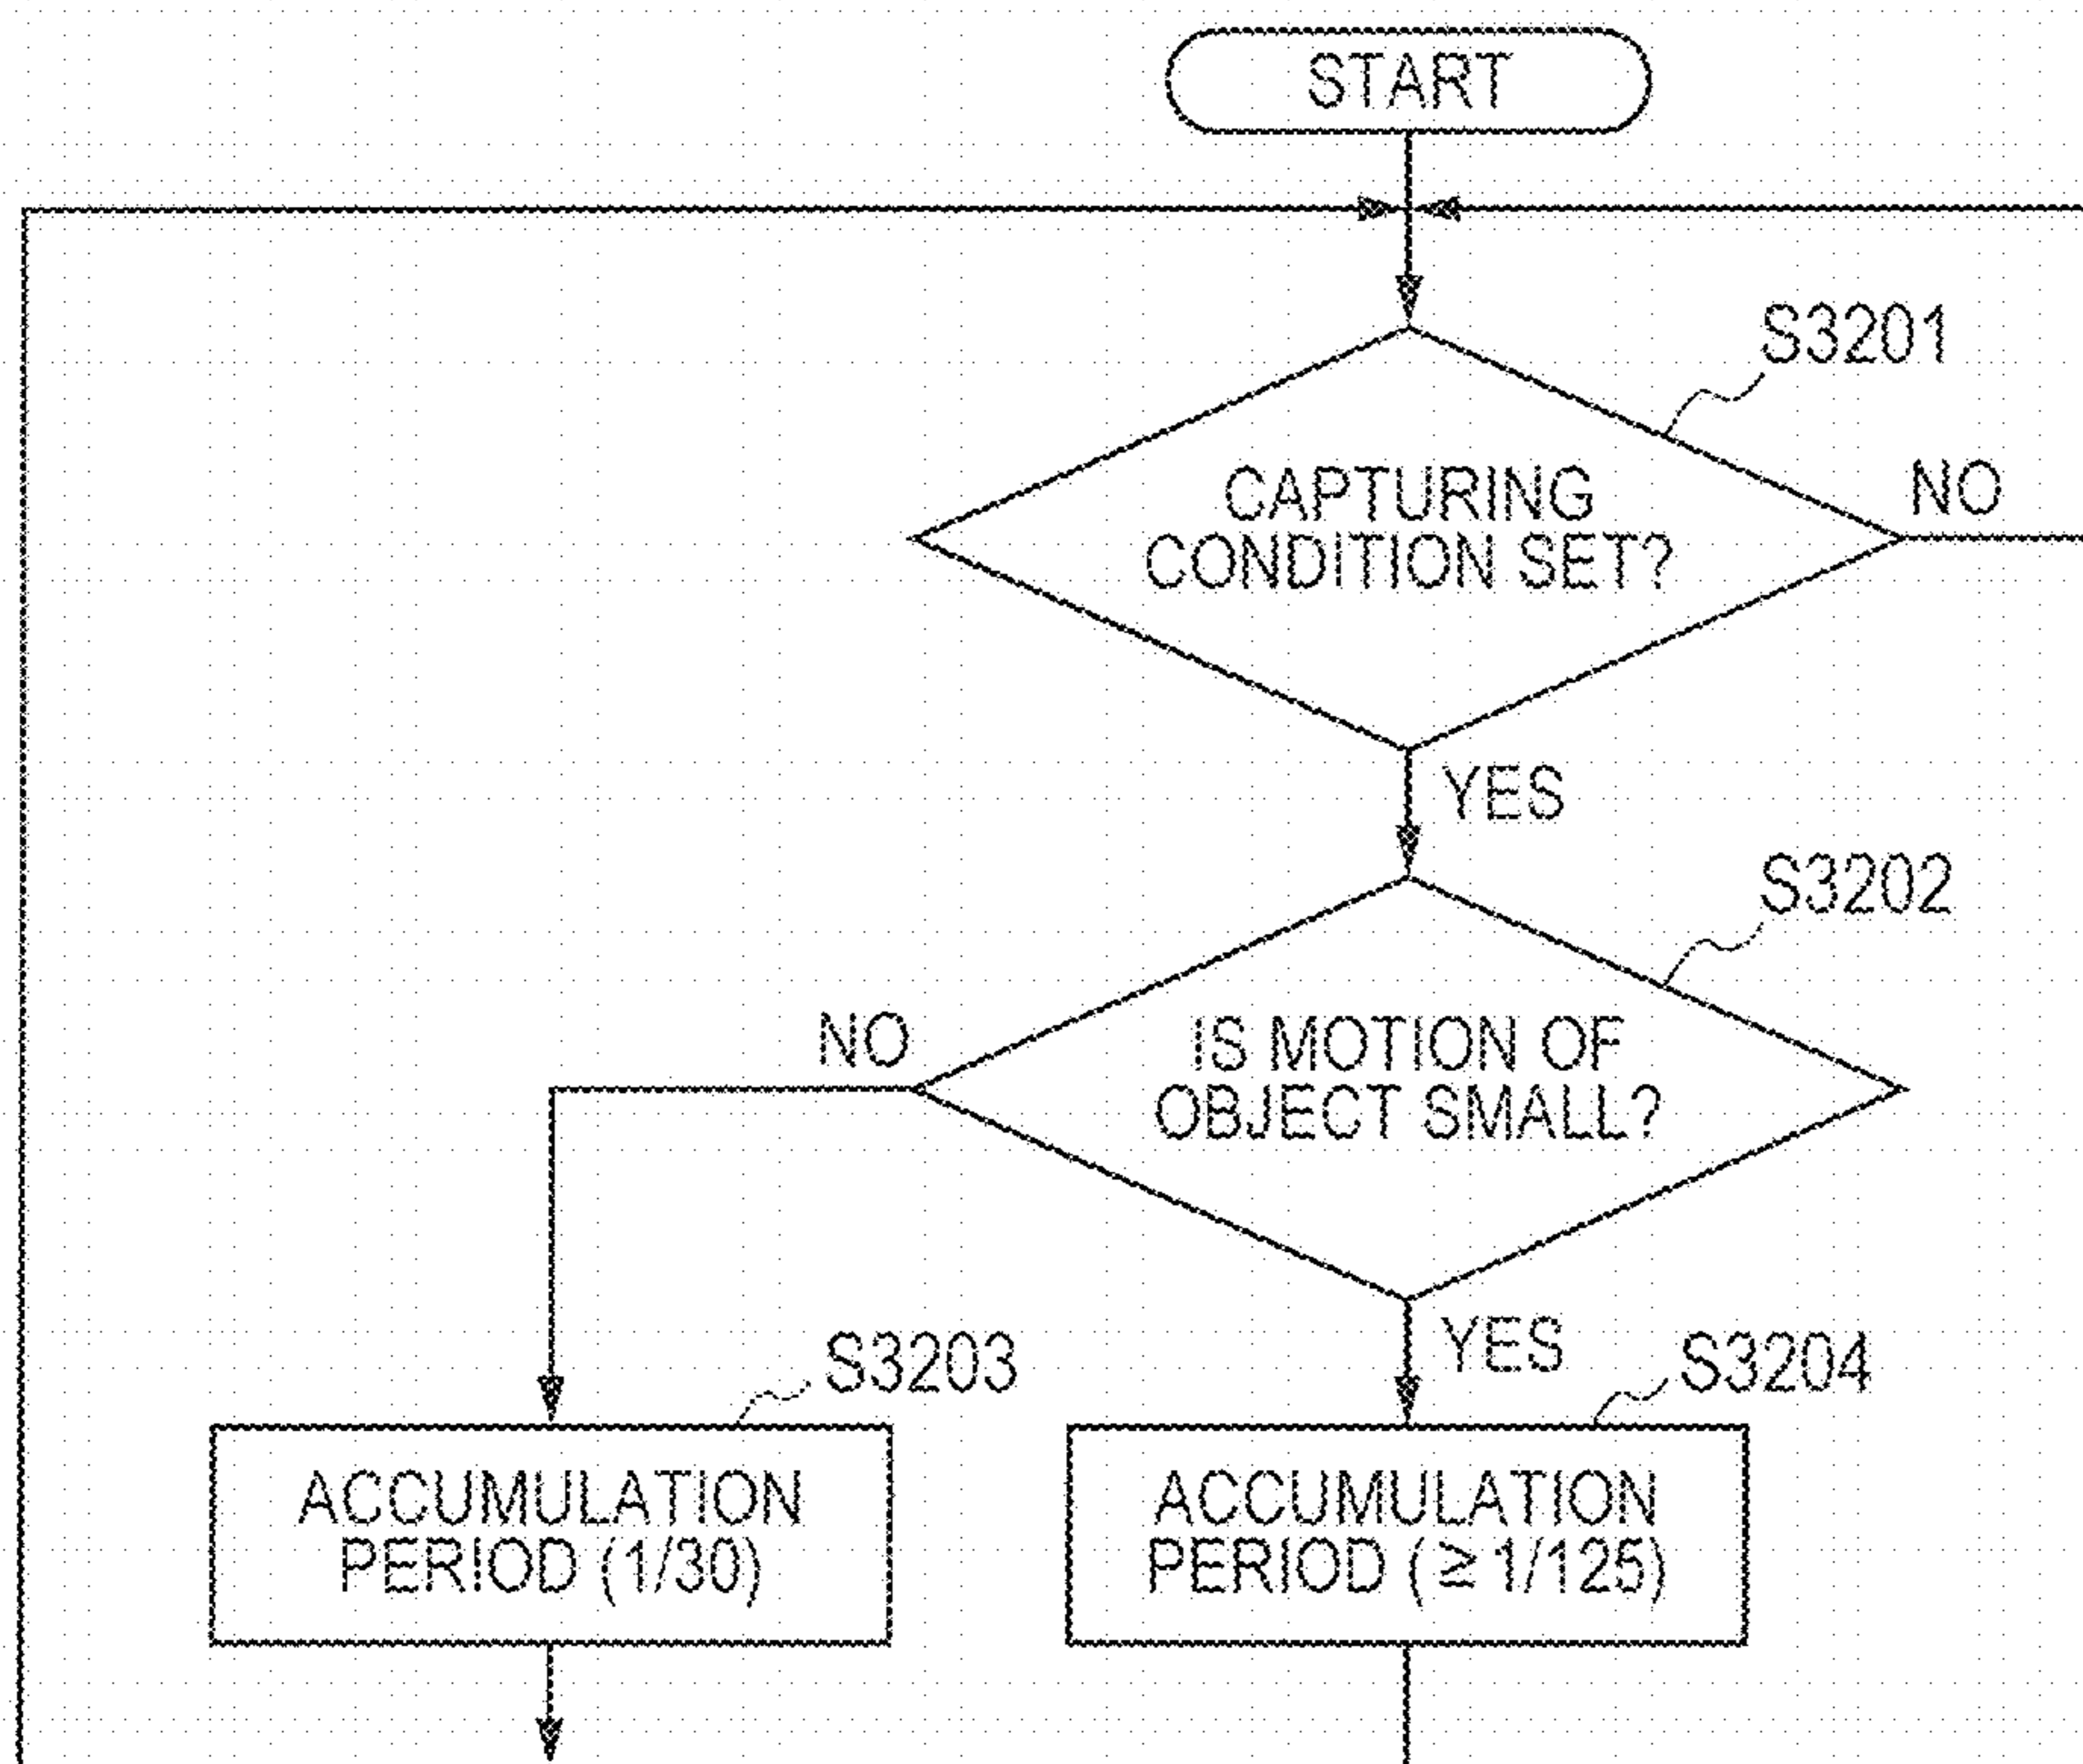 START
S3201
CAPTURING
CONDITION SET?
NO
YES
S3202
NO
IS MOTION OF
OBJECT SMALL?
YES
S3203
S3204
ACCUMULATION
PERIOD (1/30)
ACCUMULATION
PERIOD (≧1/125)